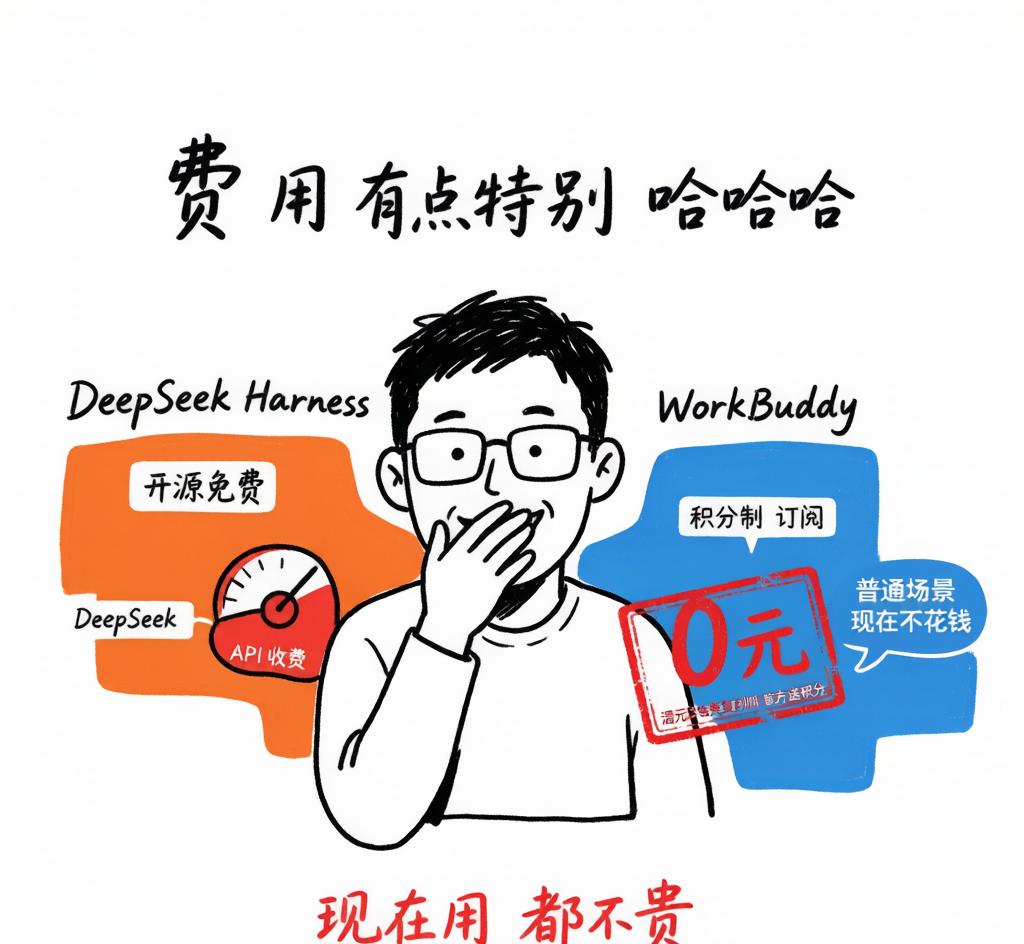 费用 有点特别 哈哈哈
DeepSeek Harness
开源免费
DeepSeek
API 收费
WorkBuddy
积分制 订阅
0元
官方送积分
普通场景
现在不花钱
现在用 都不贵